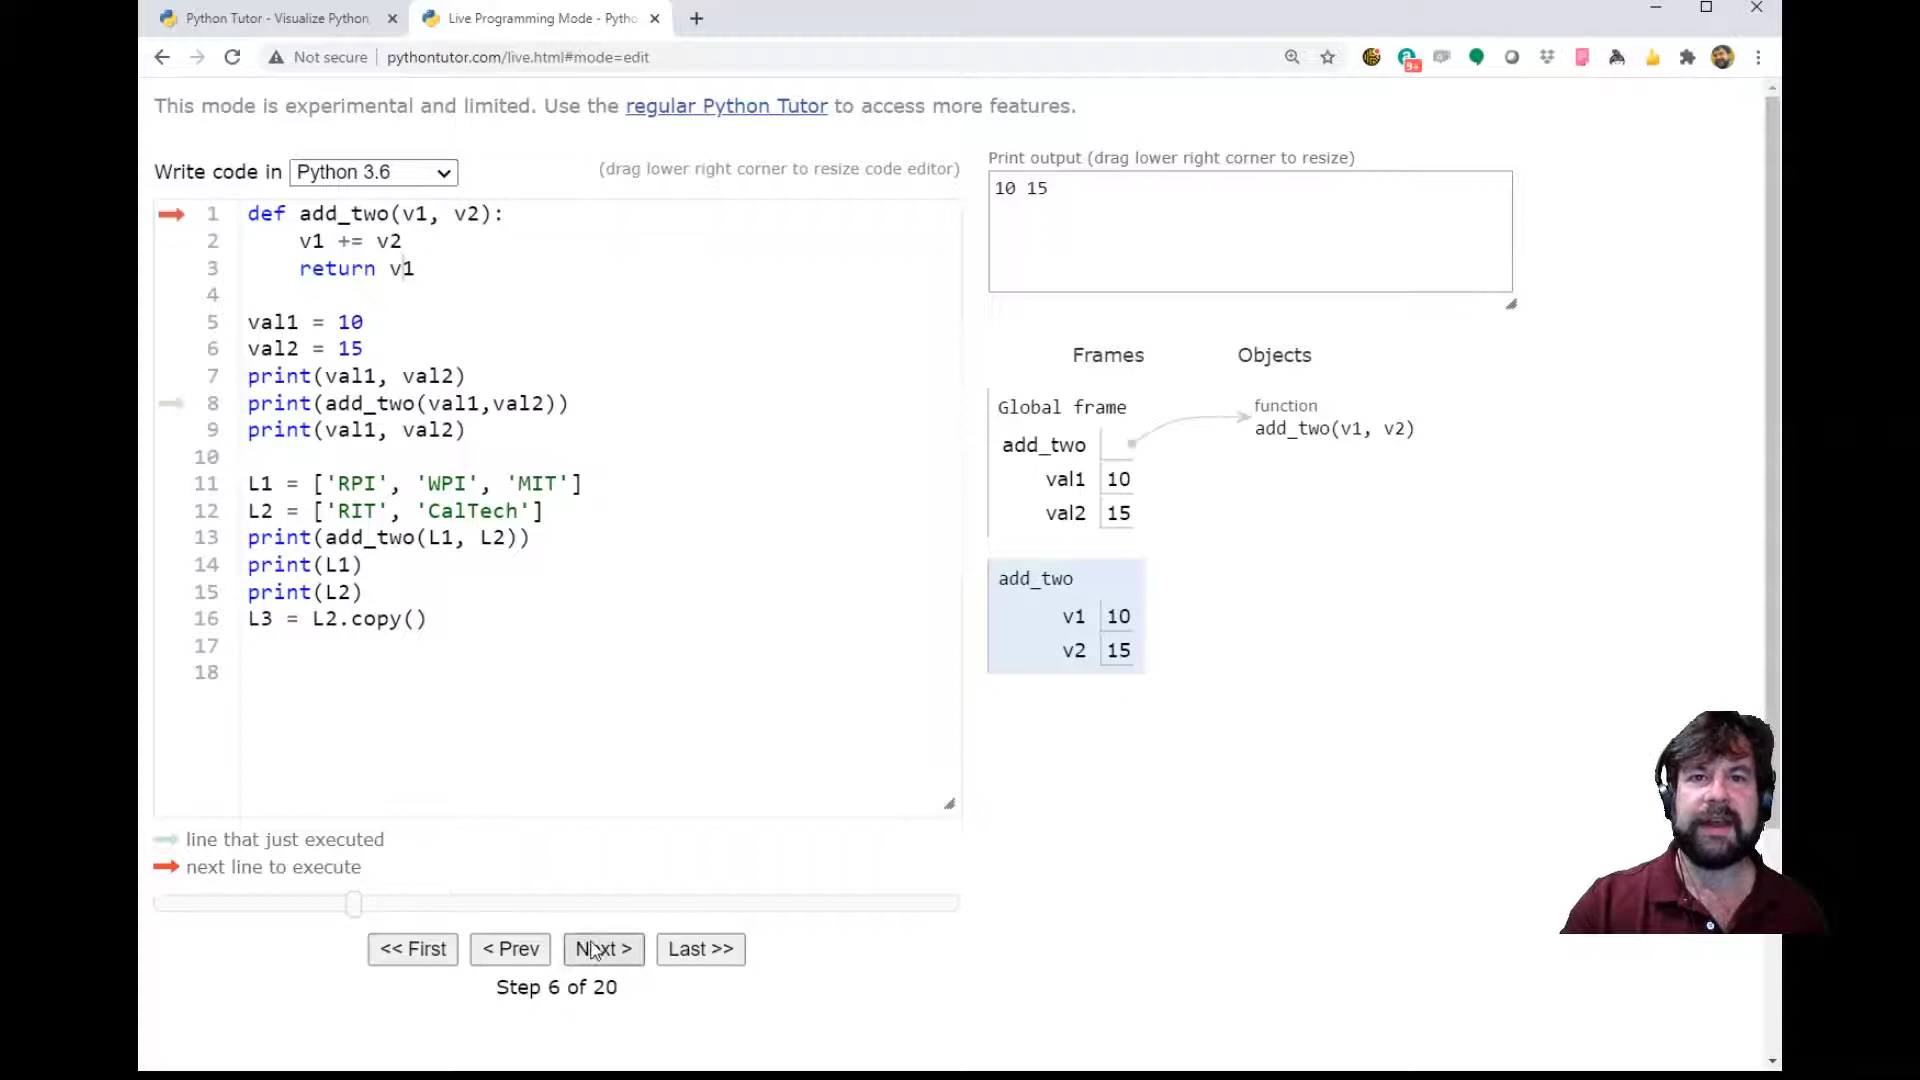 Python Tutor - Visualize Python
Live Programming Mode - Pytho
Not secure
pythontutor.com/live.html#mode=edit
9+
This mode is experimental and limited. Use the regular Python Tutor to access more features.
Write code in Python 3.6
(drag lower right corner to resize code editor)
1 def add_two(v1, v2):
2 v1 += v2
3 return v1
4
5 val1 = 10
6 val2 = 15
7 print(val1, val2)
8 print(add_two(val1,val2))
9 print(val1, val2)
10
11 L1 = ['RPI', 'WPI', 'MIT']
12 L2 = ['RIT', 'CalTech']
13 print(add_two(L1, L2))
14 print(L1)
15 print(L2)
16 L3 = L2.copy()
17
18
line that just executed
next line to execute
<< First < Prev Next > Last >>
Step 6 of 20
Print output (drag lower right corner to resize)
10 15
Frames Objects
Global frame
add_two
val1 10
val2 15
function
add_two(v1, v2)
add_two
v1 10
v2 15